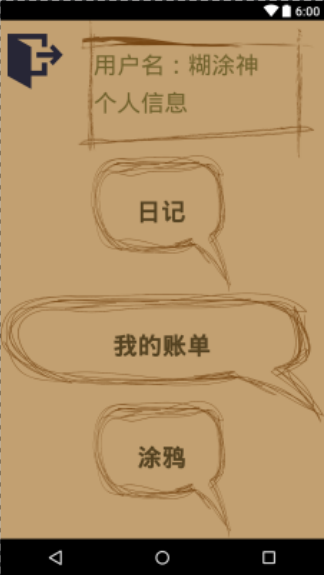 6:00
用户名：糊涂神
个人信息
日记
我的账单
涂鸦